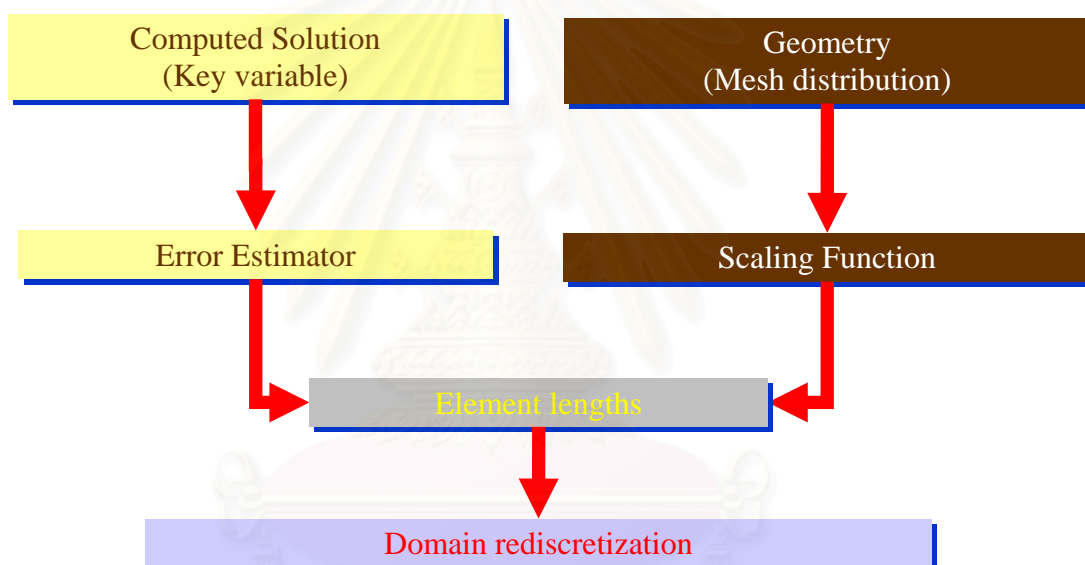 Computed Solution
(Key variable)
Geometry
(Mesh distribution)
Error Estimator
Scaling Function
Element lengths
Domain rediscretization